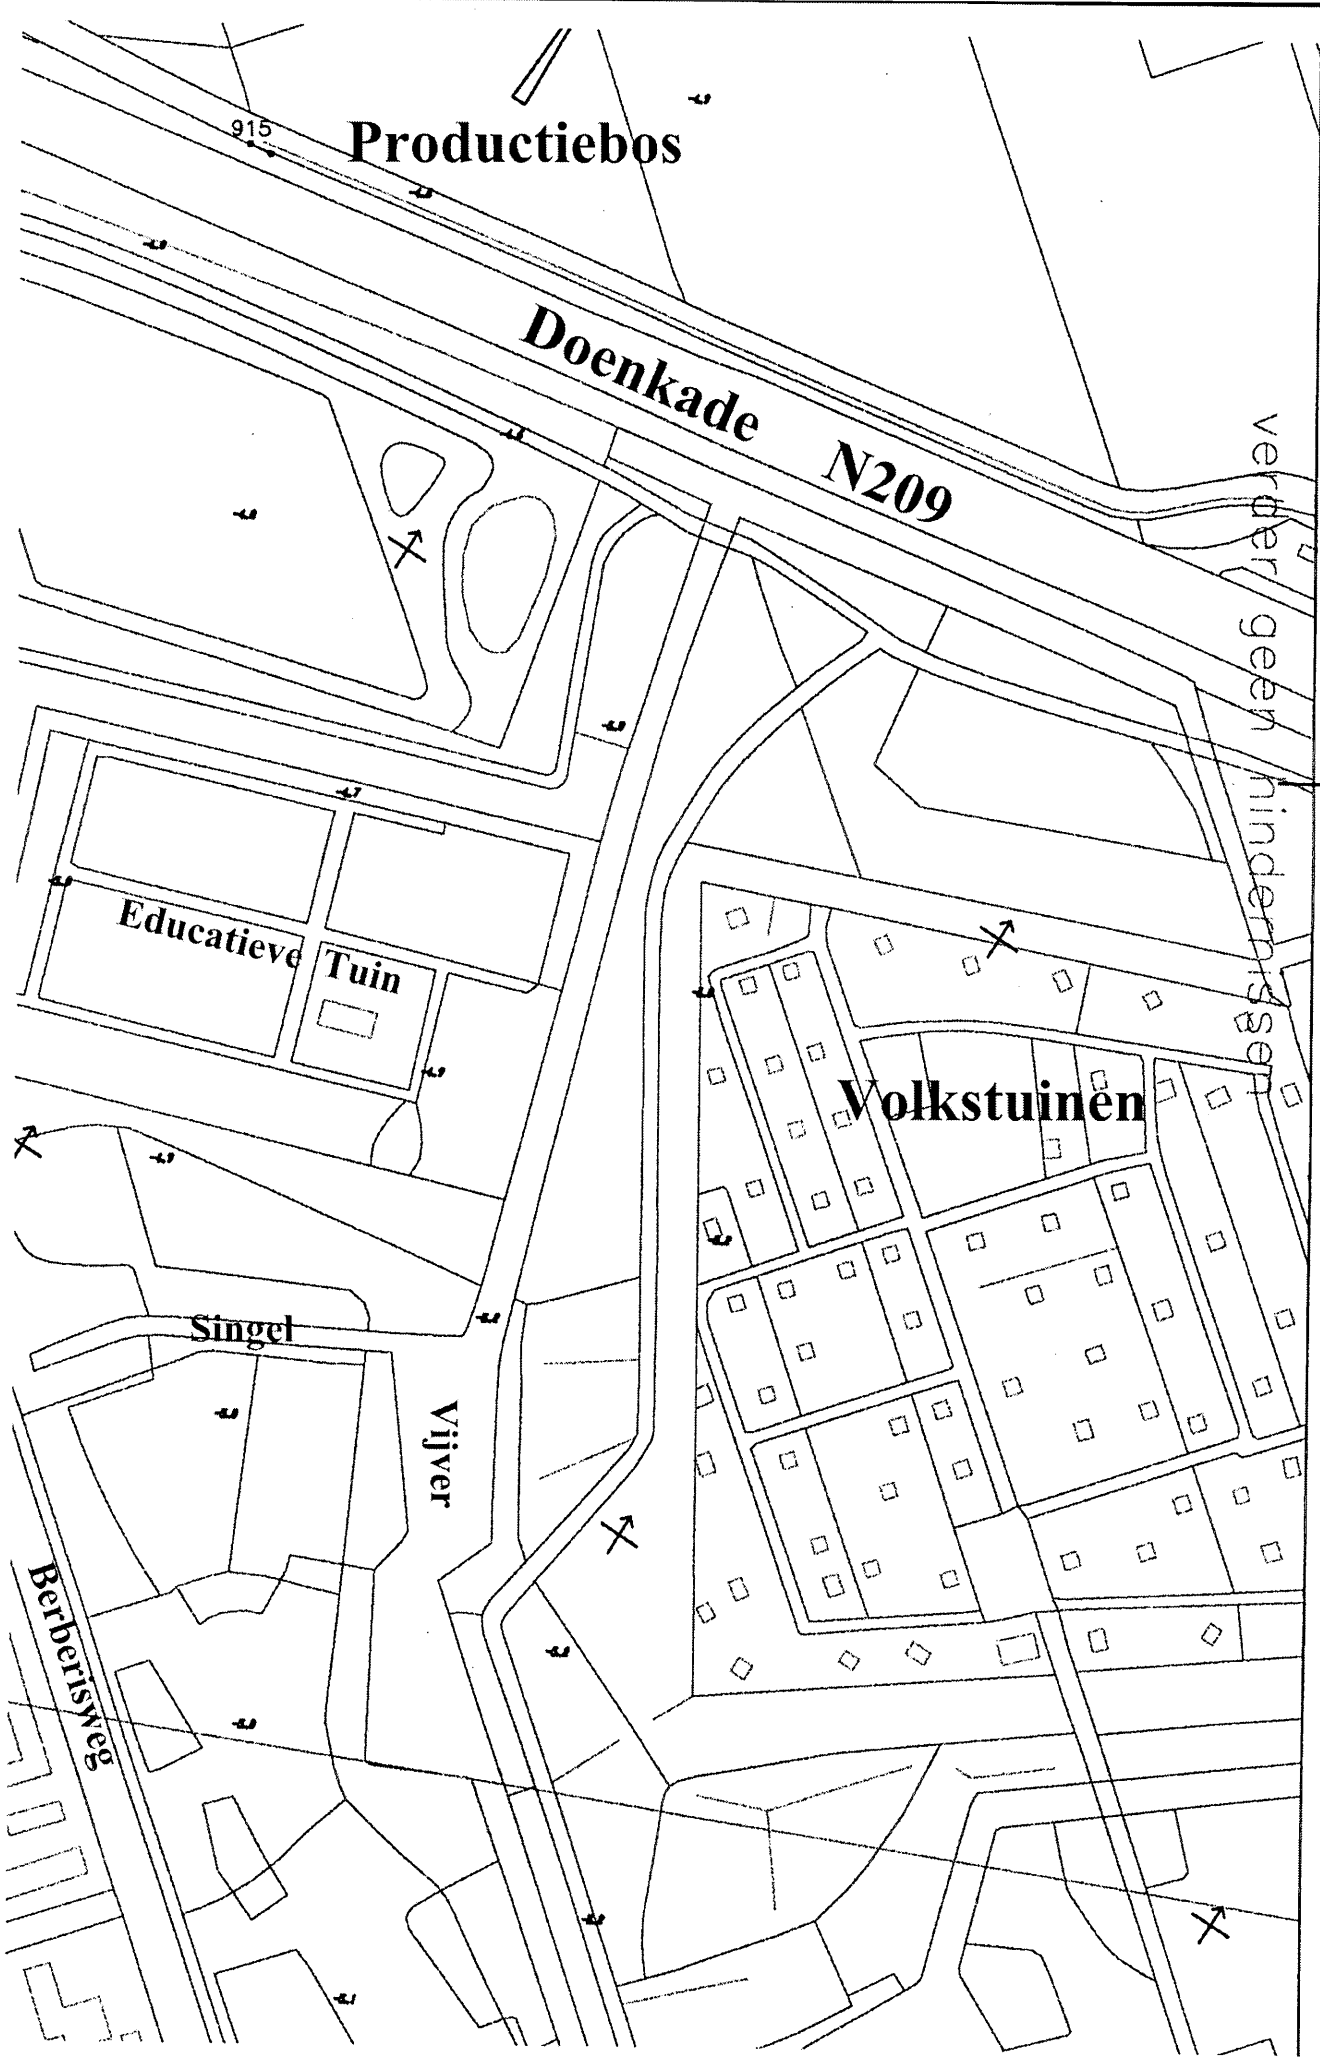 915
Productiebos
Doenkade N209
verder geen hindernissen
Educatieve Tuin
Volkstuinen
Singel
Vijver
Berberisweg